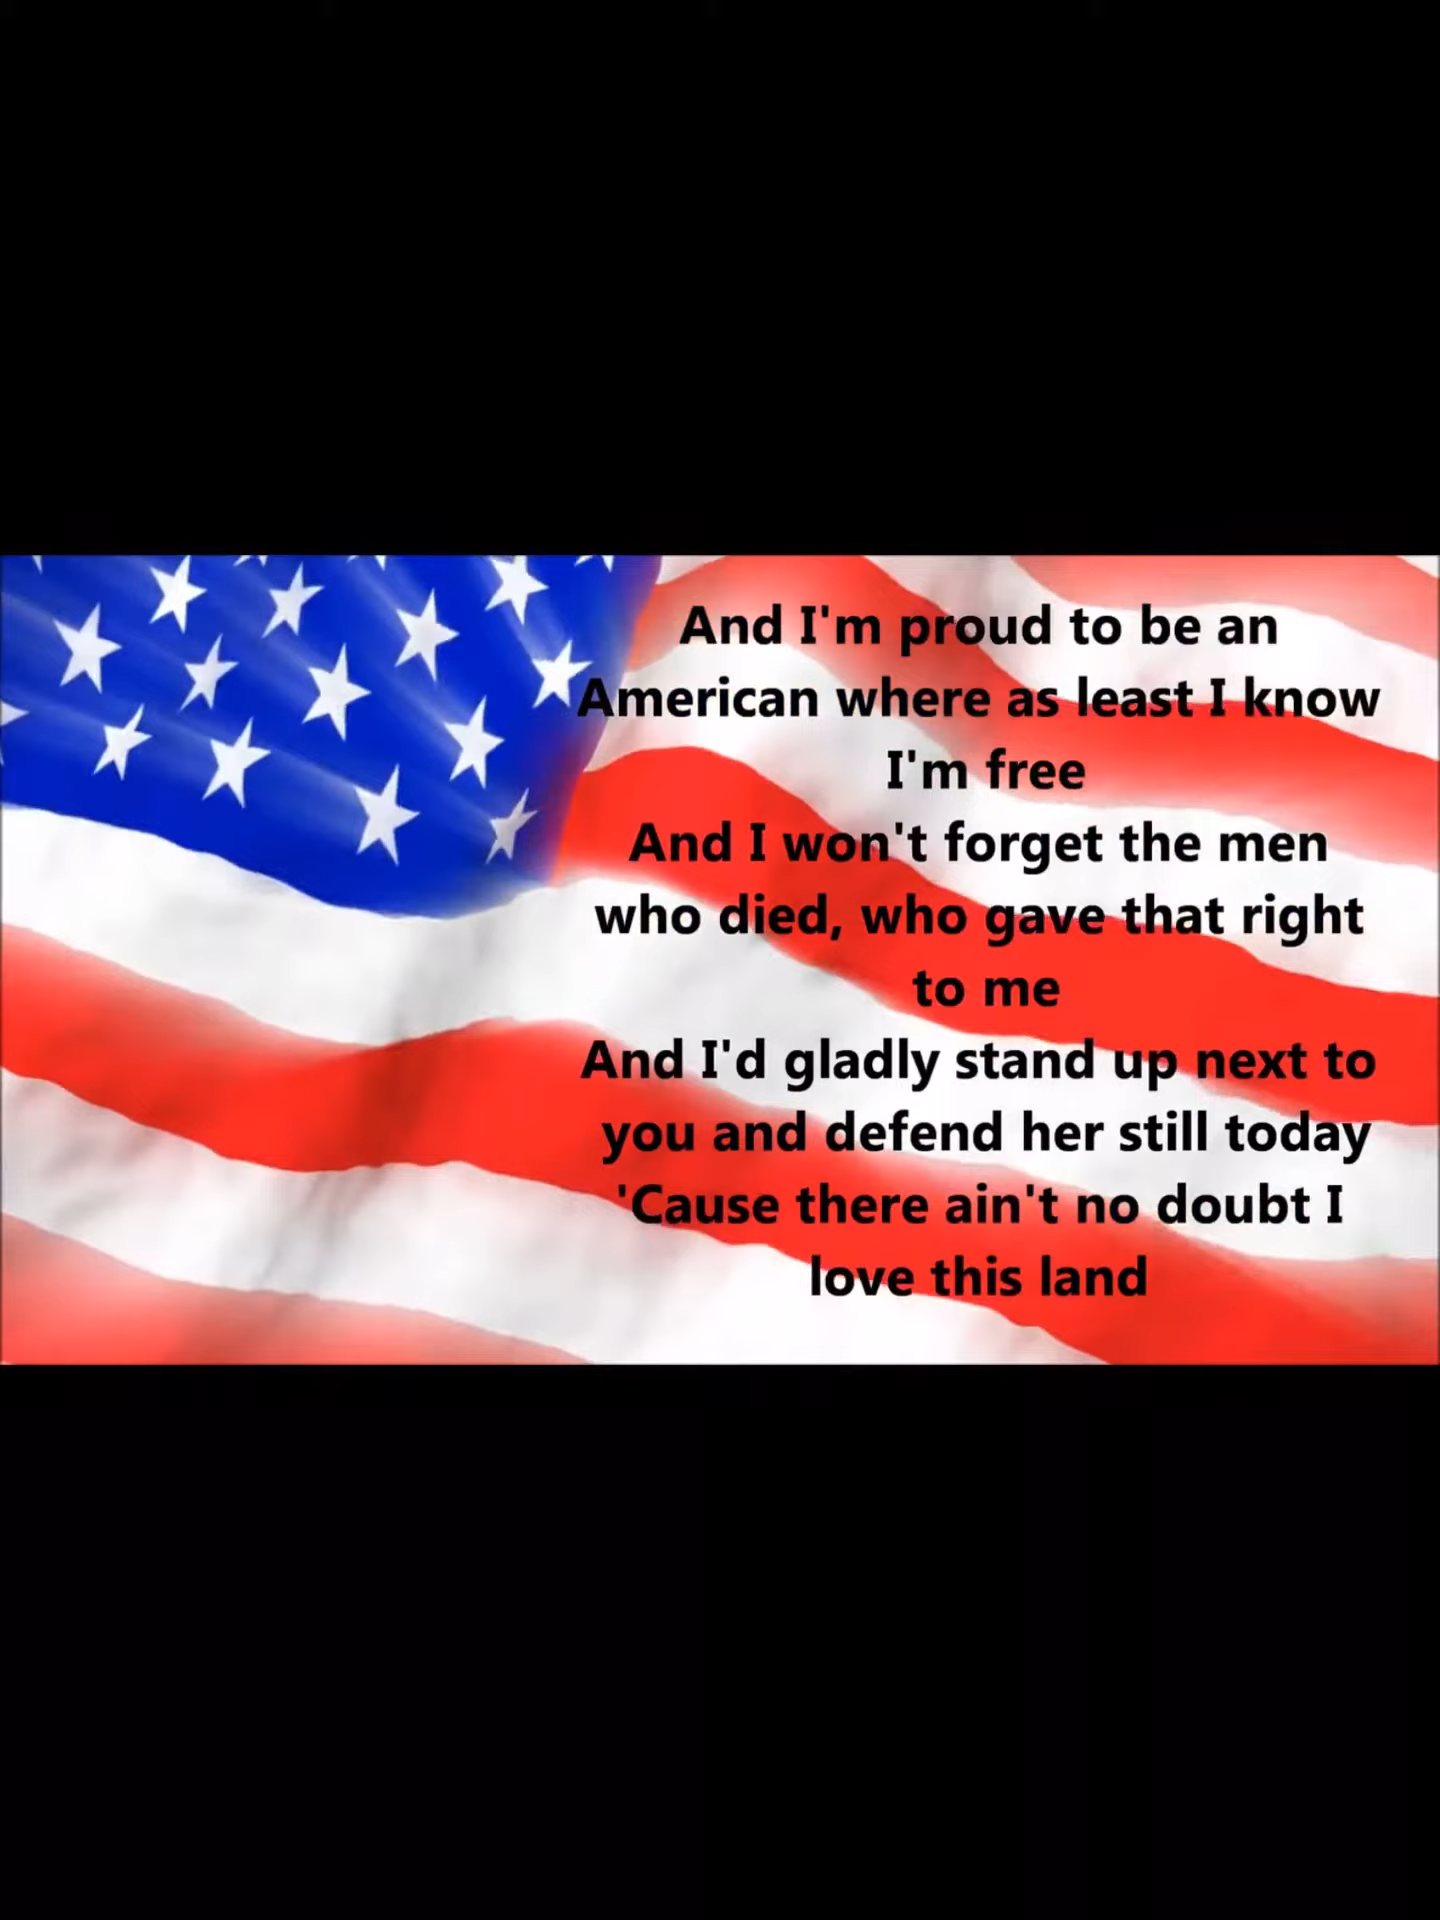 And I'm proud to be an
American where as least I know
I'm free
And I won't forget the men
who died, who gave that right
to me
And I'd gladly stand up next to
you and defend her still today
'Cause there ain't no doubt I
love this land